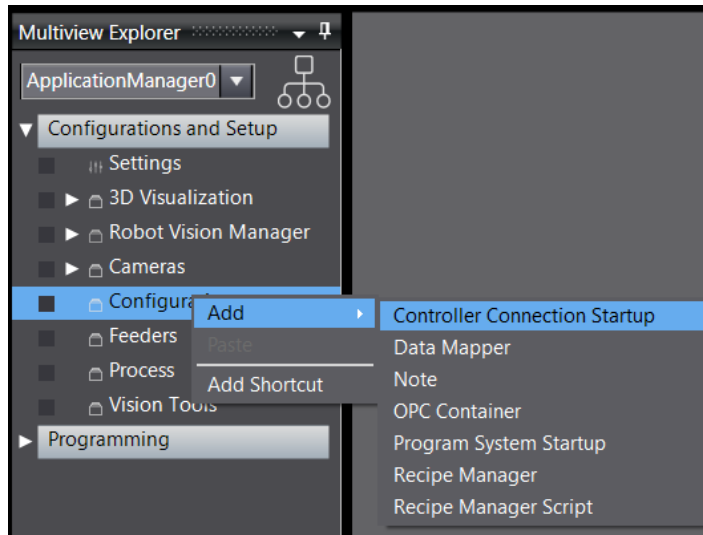 Multiview Explorer
ApplicationManager0
Configurations and Setup
Settings
3D Visualization
Robot Vision Manager
Cameras
Configura
Add
Controller Connection Startup
Feeders
Paste
Data Mapper
Note
Process
Add Shortcut
OPC Container
Vision Tools
Program System Startup
Programming
Recipe Manager
Recipe Manager Script